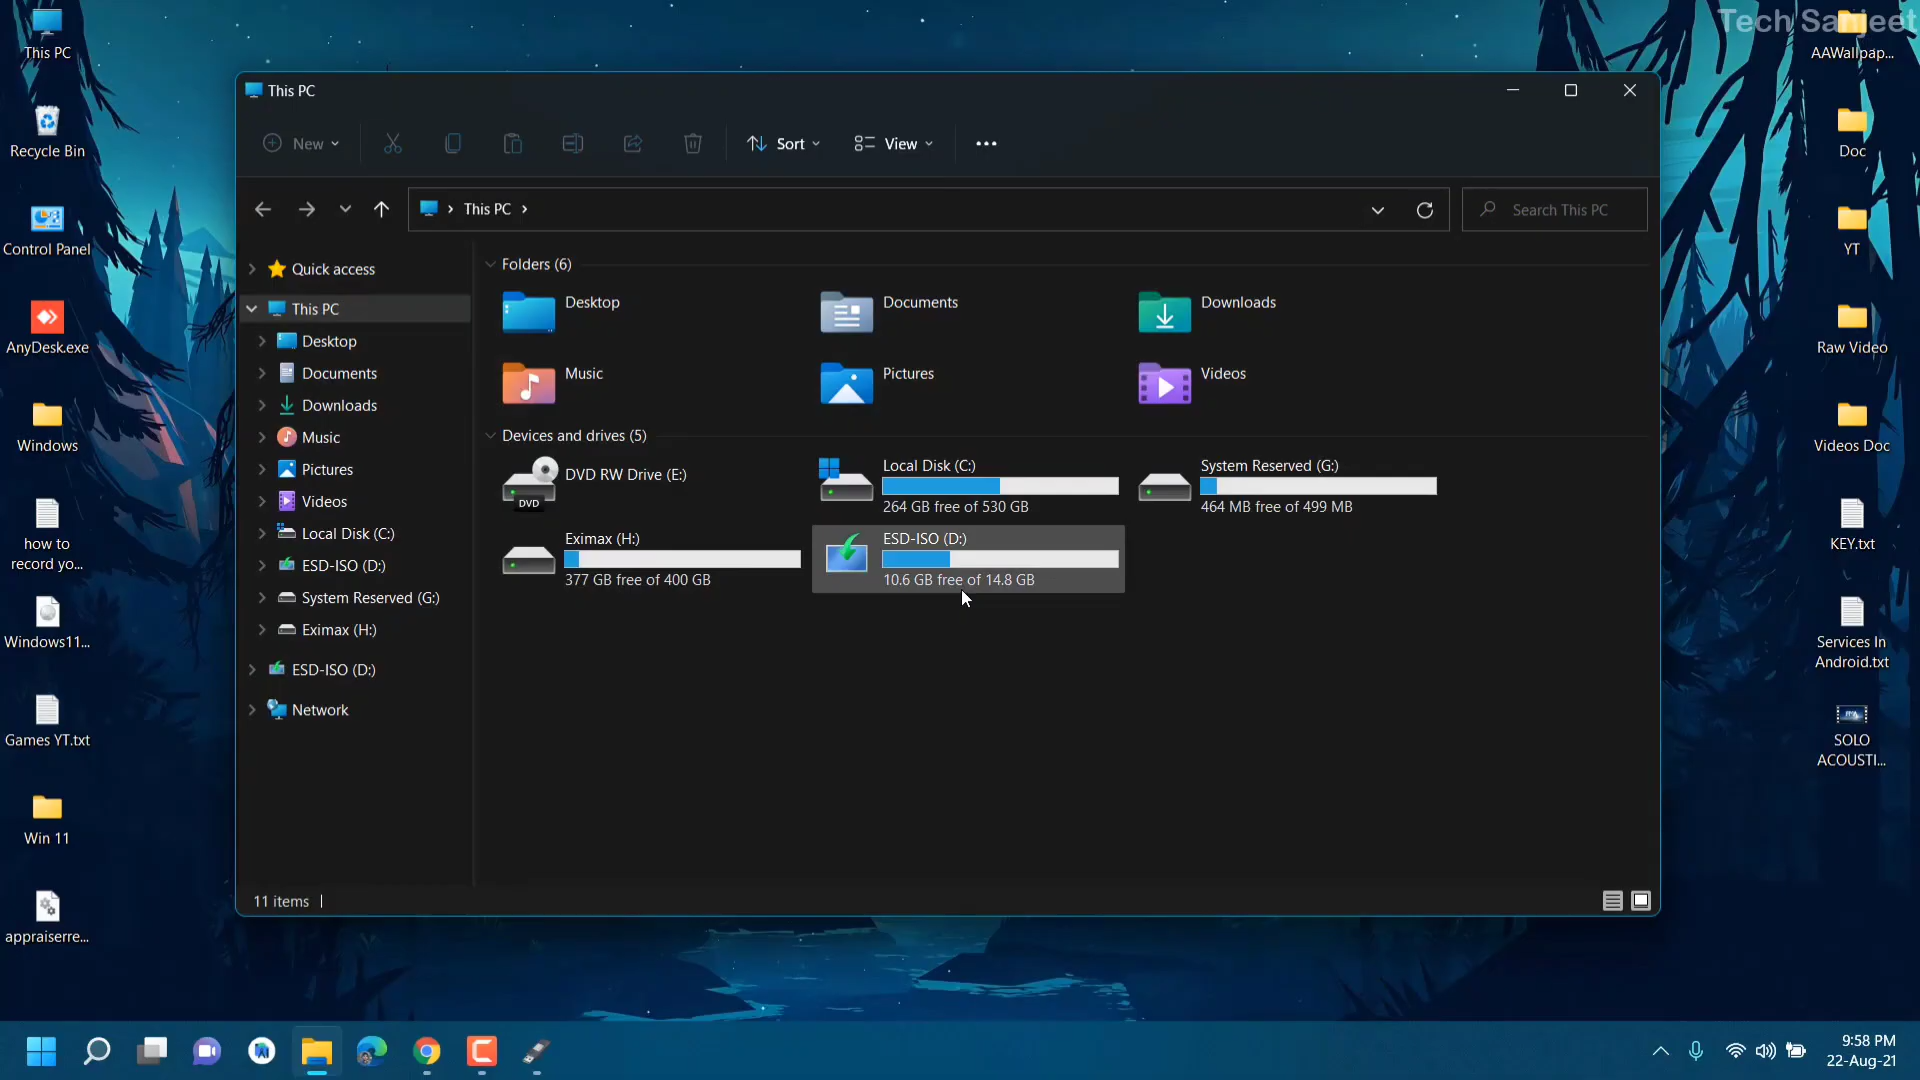 Tech Sanjeet
This PC
Recycle Bin
Control Panel
AnyDesk.exe
Windows
how to
record yo...
Windows11...
Games YT.txt
Win 11
appraiserre...
This PC
New
Sort
View
This PC
Search This PC
Quick access
This PC
Desktop
Documents
Downloads
Music
Pictures
Videos
Local Disk (C:)
ESD-ISO (D:)
System Reserved (G:)
Eximax (H:)
ESD-ISO (D:)
Network
Folders (6)
Desktop
Documents
Downloads
Music
Pictures
Videos
Devices and drives (5)
DVD RW Drive (E:)
DVD
Local Disk (C:)
264 GB free of 530 GB
System Reserved (G:)
464 MB free of 499 MB
Eximax (H:)
377 GB free of 400 GB
ESD-ISO (D:)
10.6 GB free of 14.8 GB
11 items
AAWallpap...
Doc
YT
Raw Video
Videos Doc
KEY.txt
Services In
Android.txt
SOLO
ACOUSTI...
9:58 PM
22-Aug-21